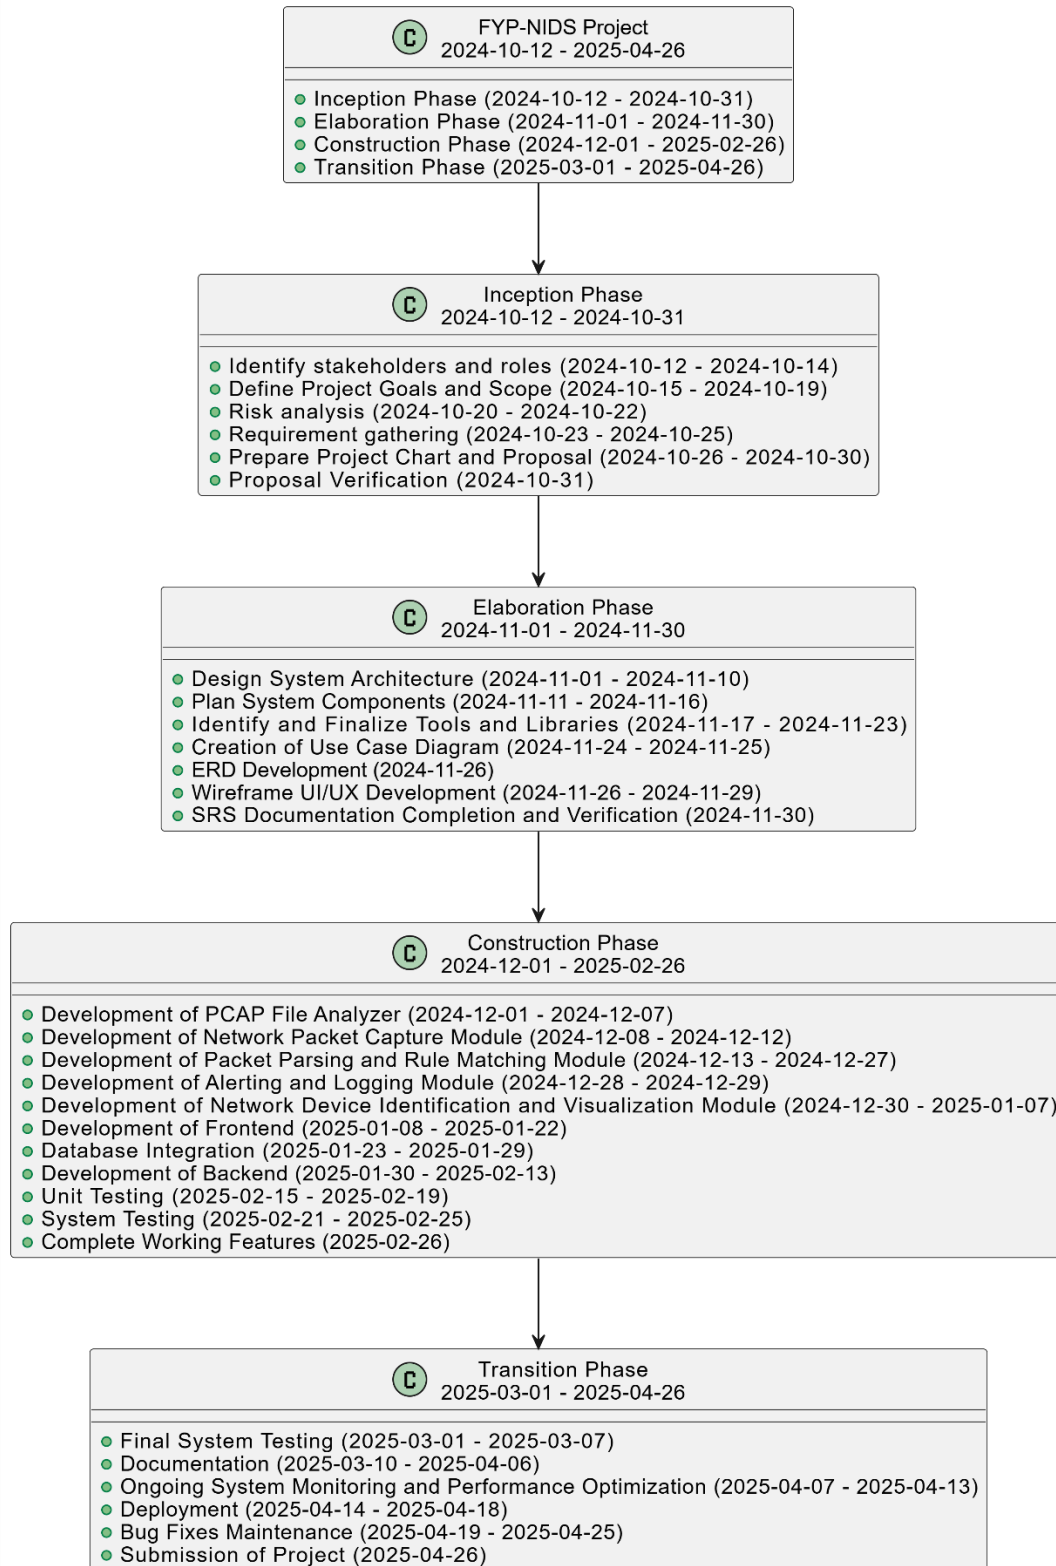 C
FYP-NIDS Project
2024-10-12 - 2025-04-26
Inception Phase (2024-10-12 - 2024-10-31)
Elaboration Phase (2024-11-01 - 2024-11-30)
Construction Phase (2024-12-01 - 2025-02-26)
Transition Phase (2025-03-01 - 2025-04-26)
C
Inception Phase
2024-10-12 - 2024-10-31
Identify stakeholders and roles (2024-10-12 - 2024-10-14)
Define Project Goals and Scope (2024-10-15 - 2024-10-19)
Risk analysis (2024-10-20 - 2024-10-22)
Requirement gathering (2024-10-23 - 2024-10-25)
Prepare Project Chart and Proposal (2024-10-26 - 2024-10-30)
Proposal Verification (2024-10-31)
C
Elaboration Phase
2024-11-01 - 2024-11-30
Design System Architecture (2024-11-01 - 2024-11-10)
Plan System Components (2024-11-11 - 2024-11-16)
Identify and Finalize Tools and Libraries (2024-11-17 - 2024-11-23)
Creation of Use Case Diagram (2024-11-24 - 2024-11-25)
ERD Development (2024-11-26)
Wireframe UI/UX Development (2024-11-26 - 2024-11-29)
SRS Documentation Completion and Verification (2024-11-30)
C
Construction Phase
2024-12-01 - 2025-02-26
Development of PCAP File Analyzer (2024-12-01 - 2024-12-07)
Development of Network Packet Capture Module (2024-12-08 - 2024-12-12)
Development of Packet Parsing and Rule Matching Module (2024-12-13 - 2024-12-27)
Development of Alerting and Logging Module (2024-12-28 - 2024-12-29)
Development of Network Device Identification and Visualization Module (2024-12-30 - 2025-01-07)
Development of Frontend (2025-01-08 - 2025-01-22)
Database Integration (2025-01-23 - 2025-01-29)
Development of Backend (2025-01-30 - 2025-02-13)
Unit Testing (2025-02-15 - 2025-02-19)
System Testing (2025-02-21 - 2025-02-25)
Complete Working Features (2025-02-26)
C
Transition Phase
2025-03-01 - 2025-04-26
Final System Testing (2025-03-01 - 2025-03-07)
Documentation (2025-03-10 - 2025-04-06)
Ongoing System Monitoring and Performance Optimization (2025-04-07 - 2025-04-13)
Deployment (2025-04-14 - 2025-04-18)
Bug Fixes Maintenance (2025-04-19 - 2025-04-25)
Submission of Project (2025-04-26)